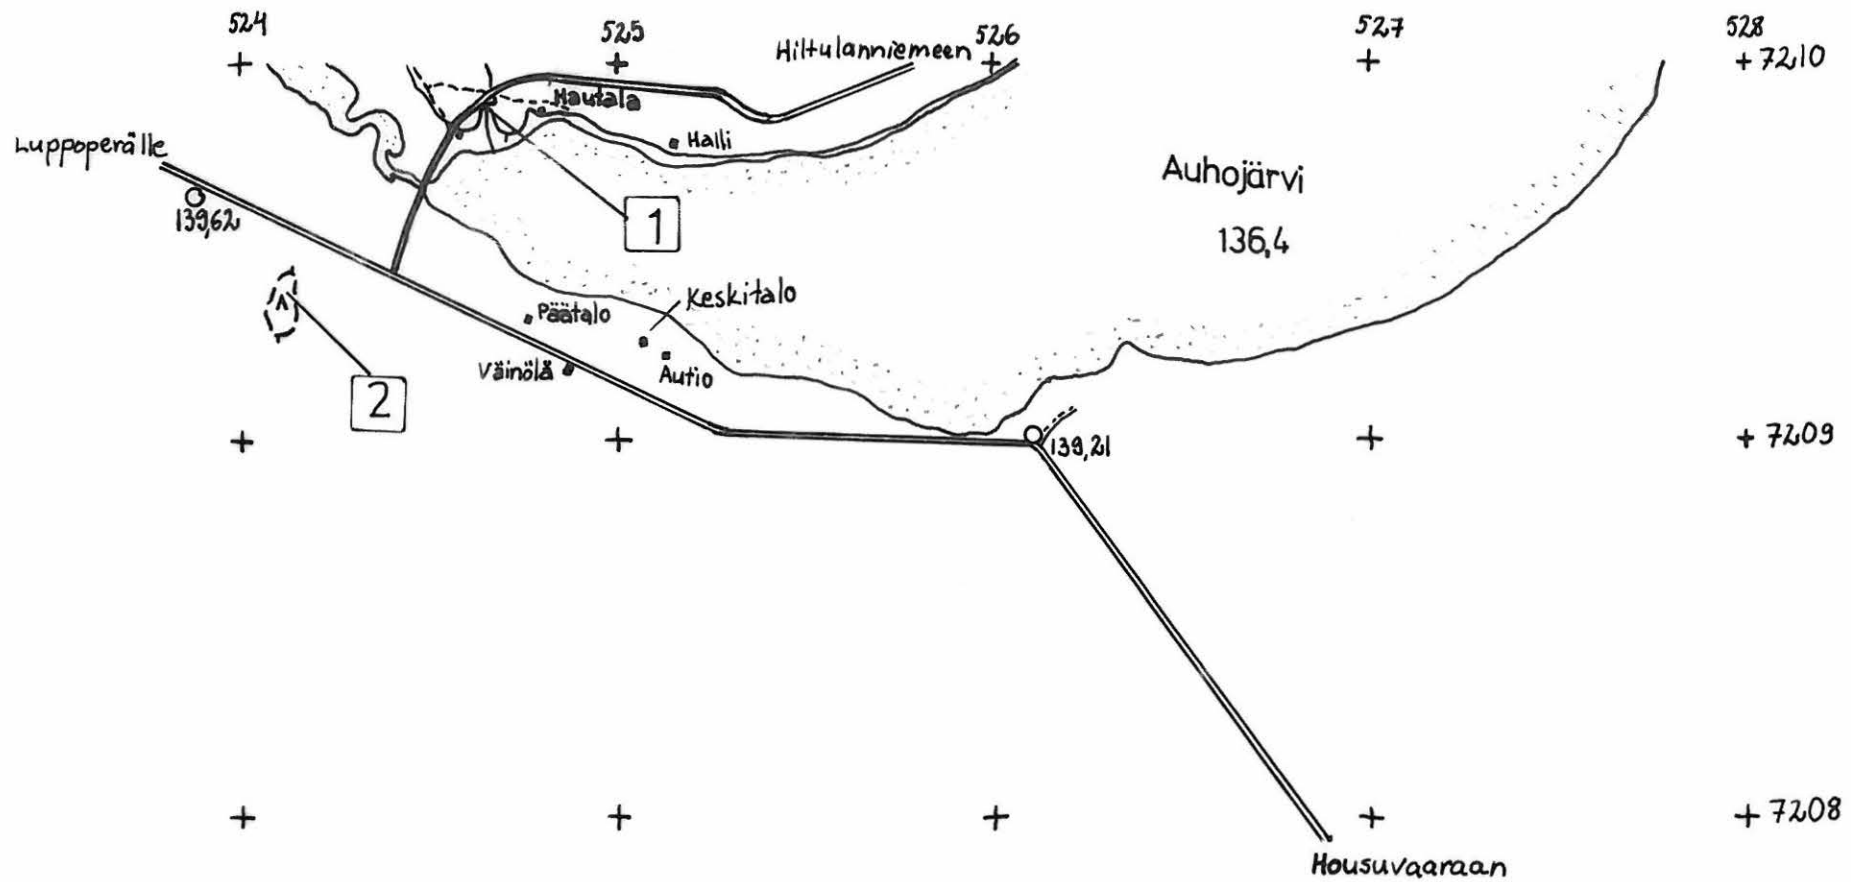 524
525
526
527
528
7210
Hiltulanniemeen
Mautala
Luppoperälle
Halli
Auhojärvi
139,62
1
136,4
Keskitalo
Päätalo
Väinölä
Autio
2
139,21
7209
7208
Housuvaaraan